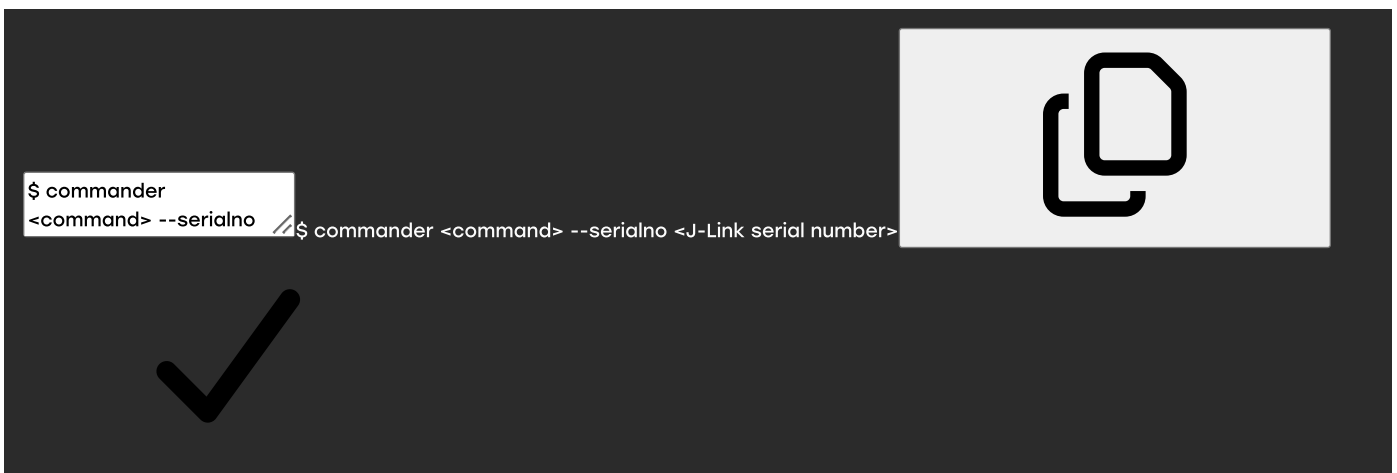 $ commander
<command> --serialno
$ commander <command> --serialno <J-Link serial number>